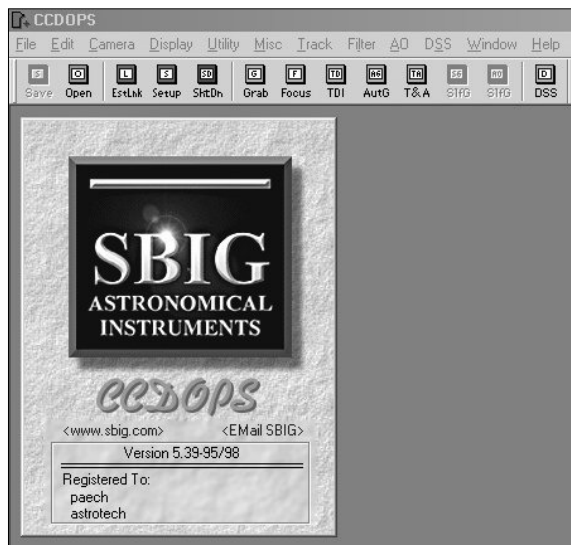 CCDOPS
File Edit Camera Display Utility Misc Track Filter AO DSS Window Help
S O L S SD G F TD AG TA SG AO D
Save Open EstLnk Setup ShtDn Grab Focus TDI AutG T&A SlfG SlfG DSS
SBIG
ASTRONOMICAL
INSTRUMENTS
CCDOPS
<www.sbig.com> <EMail SBIG>
Version 5.39-95/98
Registered To:
paech
astrotech